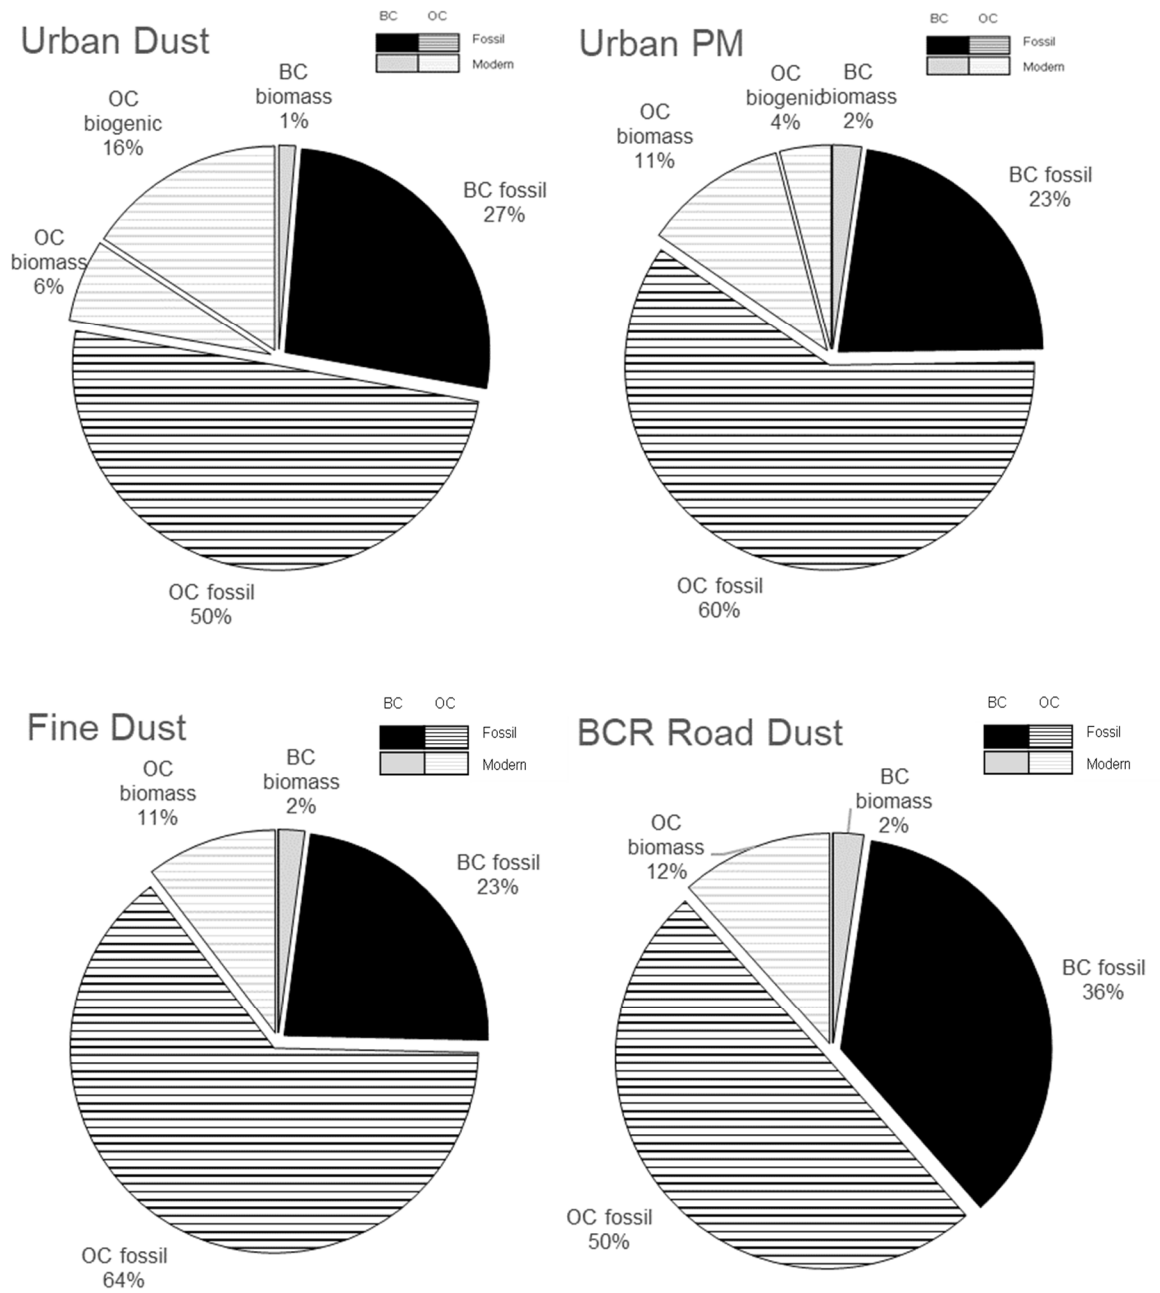 Urban Dust
BC OC
Fossil
Modern
BC
biomass
1%
OC
biogenic
16%
BC fossil
27%
OC
biomass
6%
OC fossil
50%
Urban PM
BC OC
Fossil
Modern
OC
biogenic
4%
BC
biomass
2%
OC
biomass
11%
BC fossil
23%
OC fossil
60%
Fine Dust
BC OC
Fossil
Modern
BC
biomass
2%
OC
biomass
11%
BC fossil
23%
OC fossil
64%
BCR Road Dust
BC OC
Fossil
Modern
BC
biomass
2%
OC
biomass
12%
BC fossil
36%
OC fossil
50%